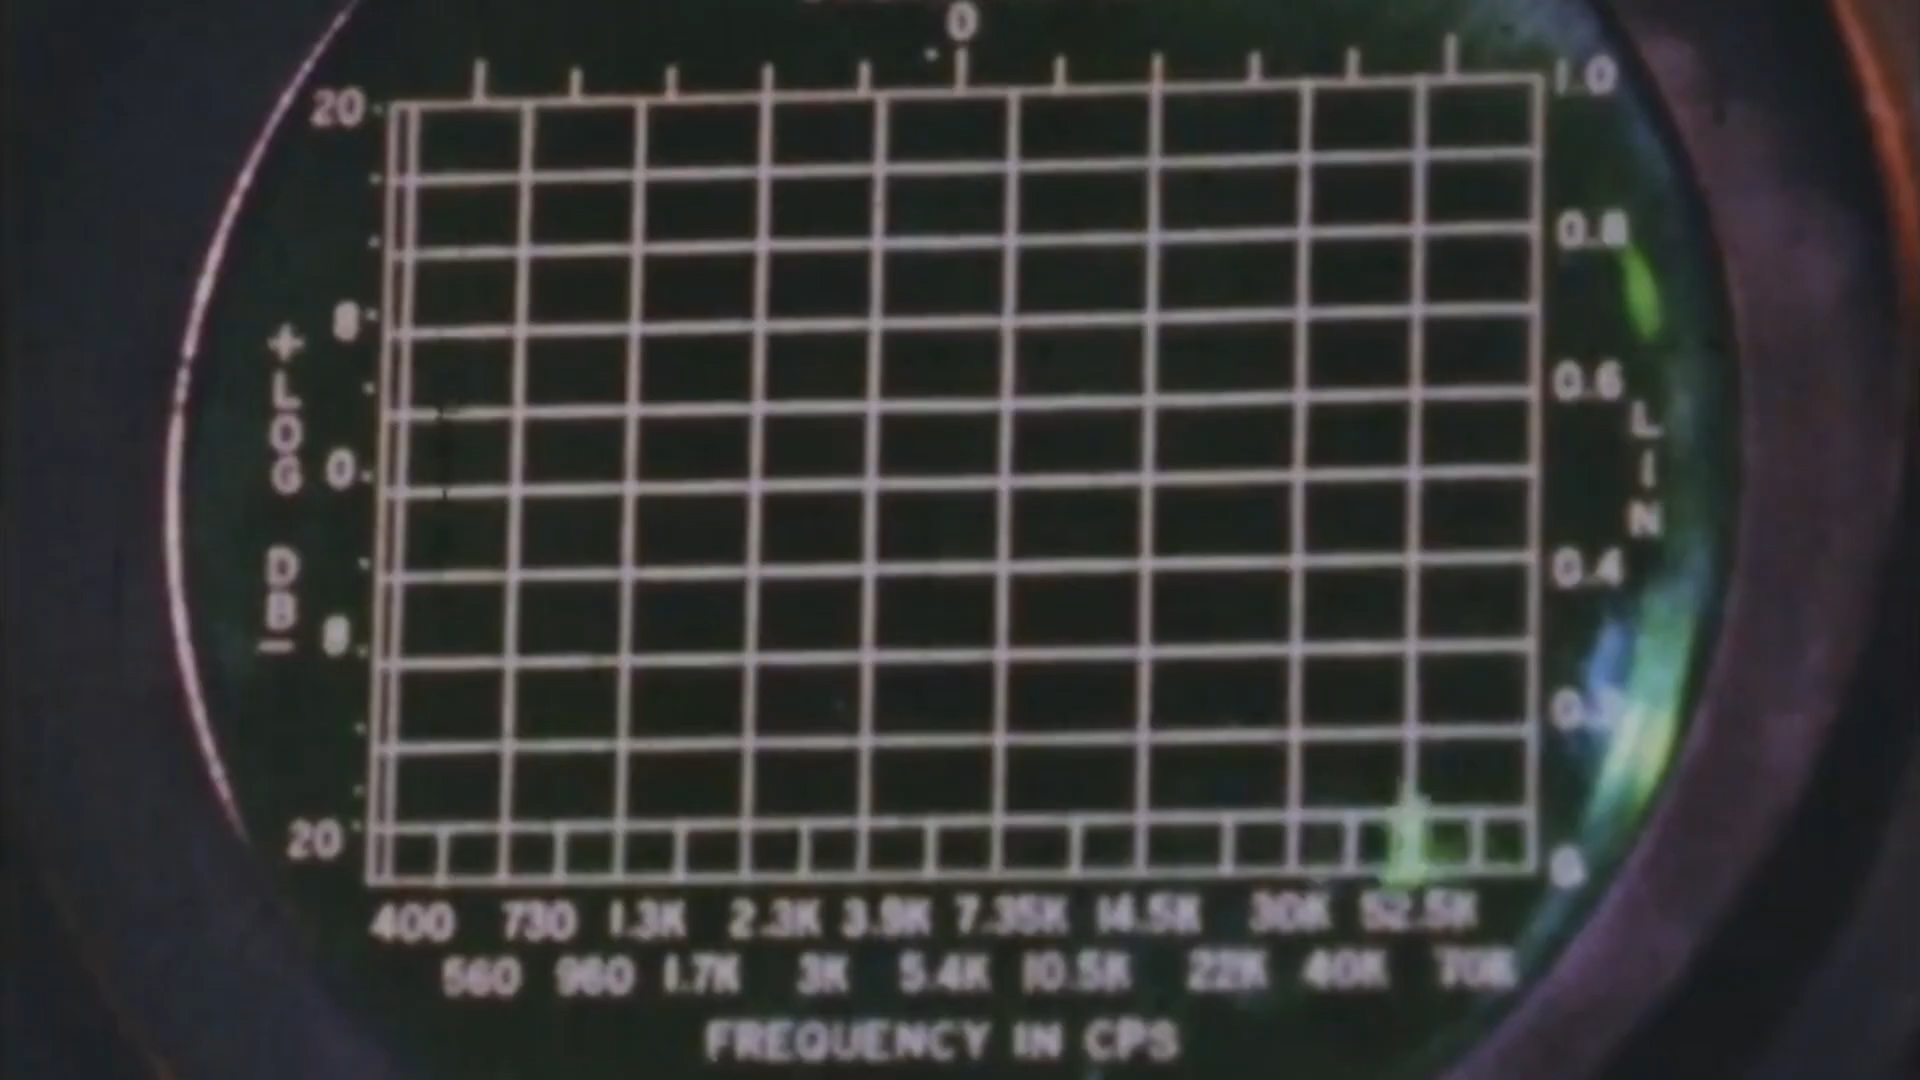 0
20
1.0
0.8
8
+ LOG DB -
0.6
LIN
0
0.4
8
20
0
400 730 1.3K 2.3K 3.9K 7.35K 14.5K 30K 52.5K
560 960 1.7K 3K 5.4K 10.5K 22K 40K 70K
FREQUENCY IN CPS